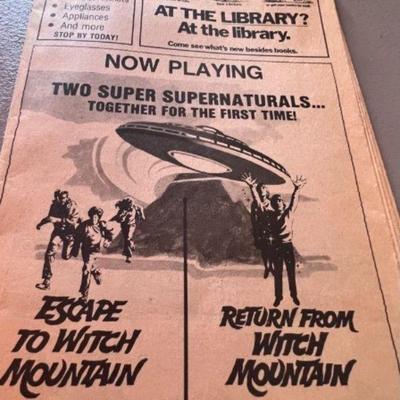 • Eyeglasses
• Appliances
• And more
STOP BY TODAY!
AT THE LIBRARY?
At the library.
Come see what's new besides books.
NOW PLAYING
TWO SUPER SUPERNATURALS...
TOGETHER FOR THE FIRST TIME!
ESCAPE
TO WITCH
MOUNTAIN
RETURN FROM
WITCH
MOUNTAIN